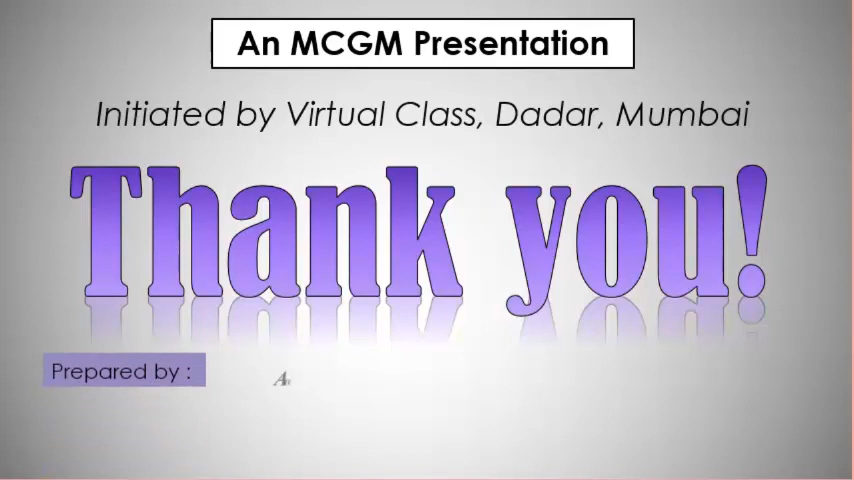 An MCGM Presentation
Initiated by Virtual Class, Dadar, Mumbai
Thank you!
Prepared by :